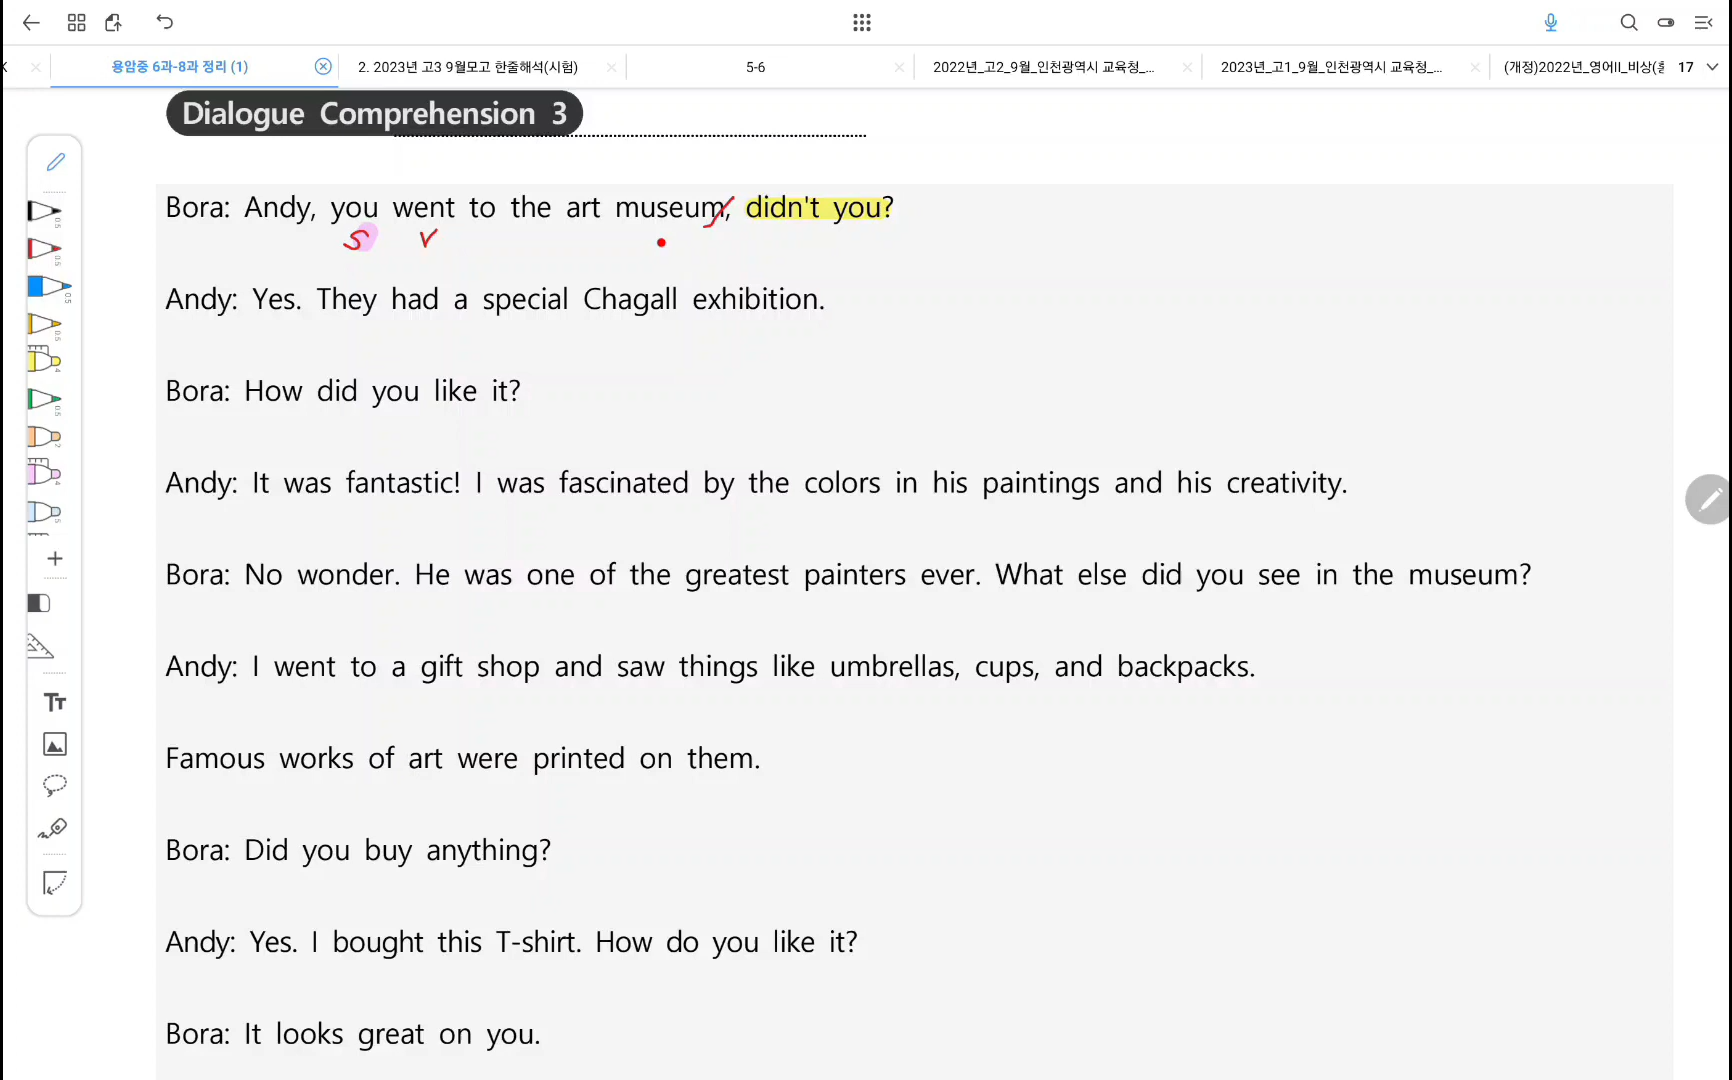 용암중 6과-8과 정리 (1)
2. 2023년 고3 9월모고 한줄해석(시험)
5-6
2022년_고2_9월_인천광역시 교육청_...
2023년_고1_9월_인천광역시 교육청_...
(개정)2022년_영어II_비상(홍
17
Dialogue Comprehension 3
Bora: Andy, you went to the art museum, didn't you?
S V
Andy: Yes. They had a special Chagall exhibition.
Bora: How did you like it?
Andy: It was fantastic! I was fascinated by the colors in his paintings and his creativity.
Bora: No wonder. He was one of the greatest painters ever. What else did you see in the museum?
Andy: I went to a gift shop and saw things like umbrellas, cups, and backpacks.
Famous works of art were printed on them.
Bora: Did you buy anything?
Andy: Yes. I bought this T-shirt. How do you like it?
Bora: It looks great on you.